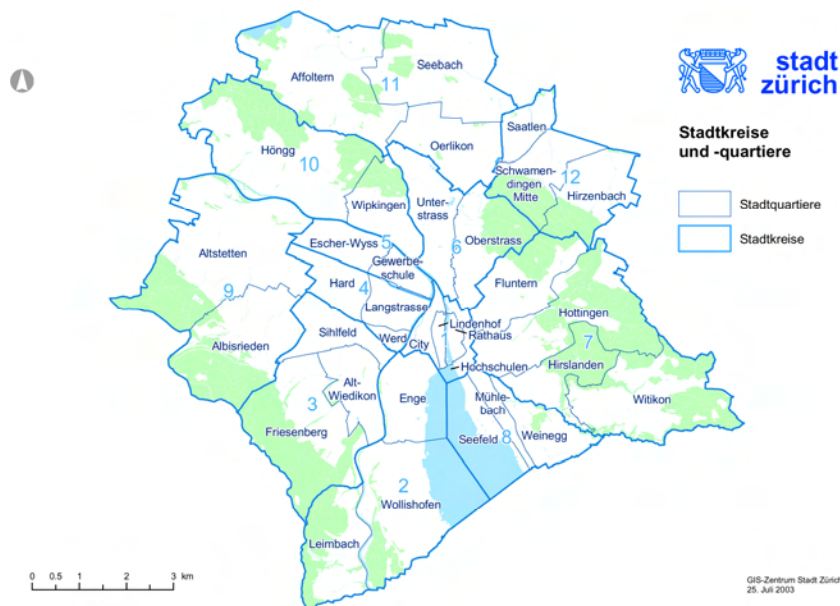 stadt
zürich
Stadtkreise
und -quartiere
Stadtquartiere
Stadtkreise
Seebach
Affoltern
11
Saatlen
Oerlikon
Höngg
10
Schwamen-
dingen
Mitte
12
Hirzenbach
Wipkingen
Unter-
strass
Escher-Wyss
5
6
Oberstrass
Altstetten
Gewerbe-
schule
Hard
4
Fluntern
9
Langstrasse
Hottingen
Lindenhof
Rathaus
Sihlfeld
Werd
City
1
7
Albisrieden
Hochschulen
Hirslanden
Alt-
Wiedikon
Enge
Mühle-
bach
Witikon
3
Friesenberg
Seefeld
8
Weinegg
2
Wollishofen
Leimbach
0 0.5 1 2 3 km
GIS-Zentrum Stadt Zürich
25. Juli 2003